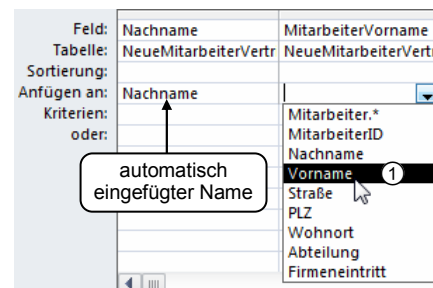 Feld: Nachname MitarbeiterVorname
Tabelle: NeueMitarbeiterVertr NeueMitarbeiterVertr
Sortierung:
Anfügen an: Nachname
Kriterien:
oder:
Mitarbeiter.*
MitarbeiterID
Nachname
Vorname 1
Straße
PLZ
Wohnort
Abteilung
Firmeneintritt
automatisch
eingefügter Name